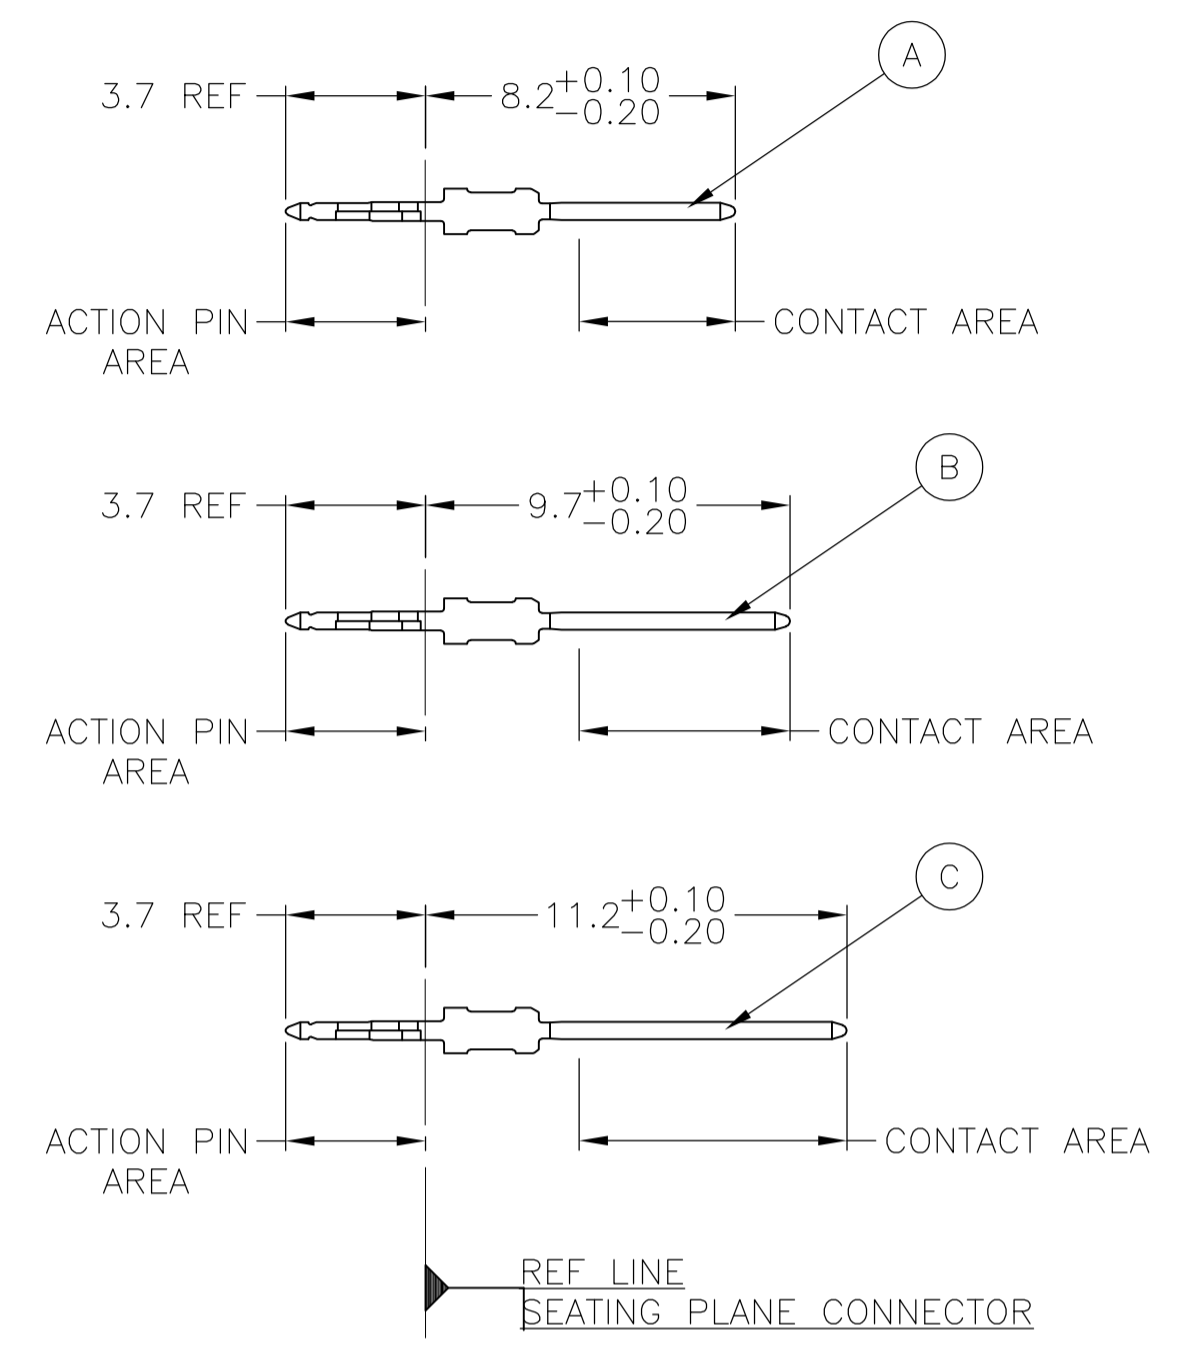 A
3.7 REF
8.2 +0.10 -0.20
ACTION PIN AREA
CONTACT AREA
B
3.7 REF
9.7 +0.10 -0.20
ACTION PIN AREA
CONTACT AREA
C
3.7 REF
11.2 +0.10 -0.20
ACTION PIN AREA
CONTACT AREA
REF LINE
SEATING PLANE CONNECTOR